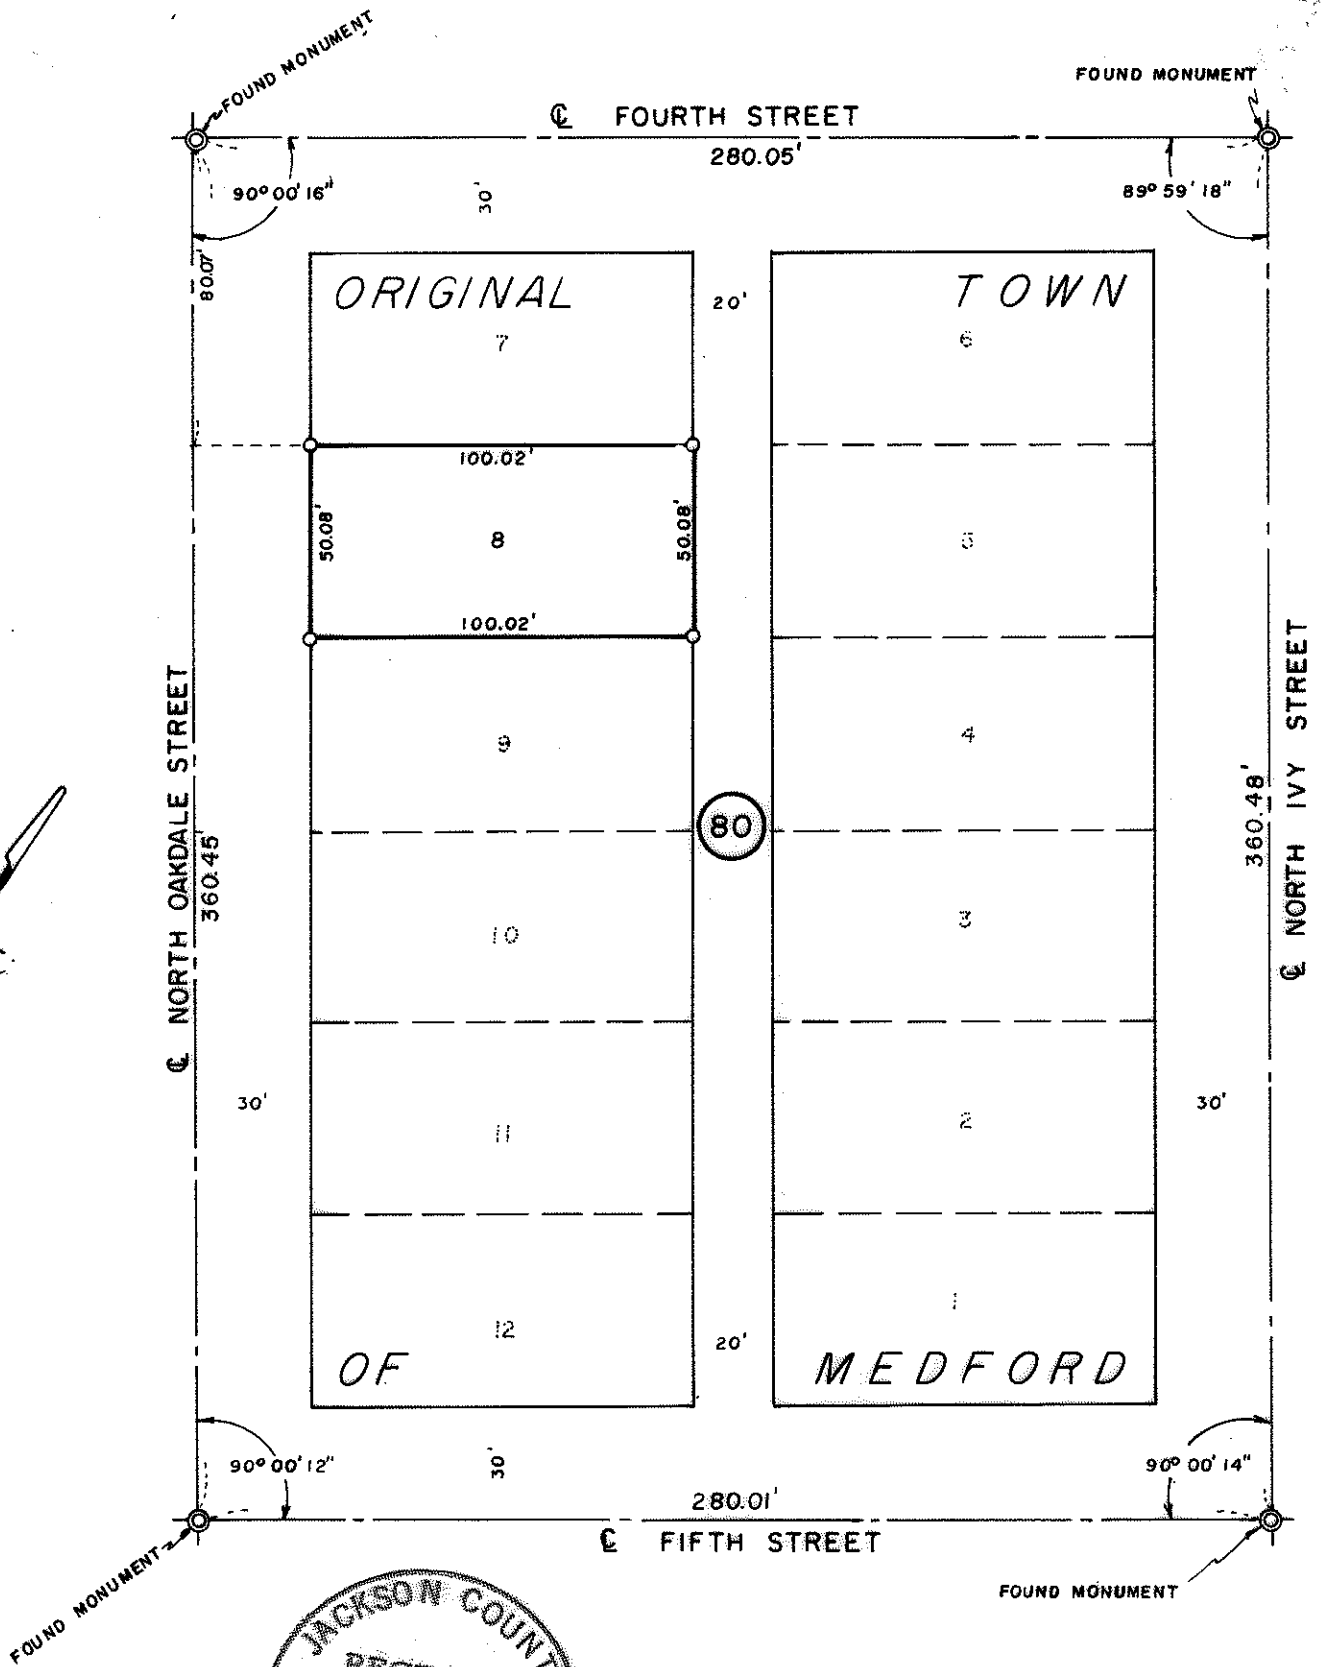 FOUND MONUMENT
FOUND MONUMENT
℄ FOURTH STREET
280.05'
90° 00' 16"
30'
89° 59' 18"
80.07'
ORIGINAL
20'
TOWN
7
6
100.02'
50.08'
8
50.08'
5
100.02'
℄ NORTH OAKDALE STREET
360.45'
9
4
80
360.48'
℄ NORTH IVY STREET
10
3
30'
11
2
30'
12
1
OF
20'
MEDFORD
90° 00' 12"
30'
90° 00' 14"
280.01'
℄ FIFTH STREET
FOUND MONUMENT
FOUND MONUMENT
JACKSON